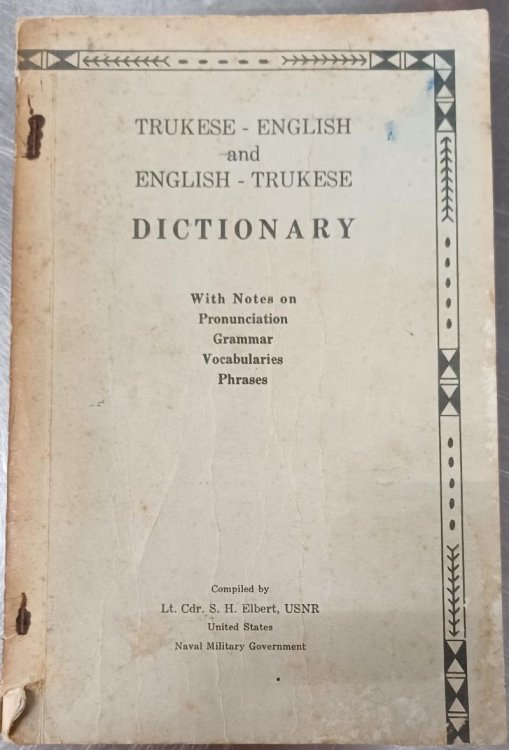 TRUKESE - ENGLISH
and
ENGLISH - TRUKESE
DICTIONARY
With Notes on
Pronunciation
Grammar
Vocabularies
Phrases
Compiled by
Lt. Cdr. S. H. Elbert, USNR
United States
Naval Military Government